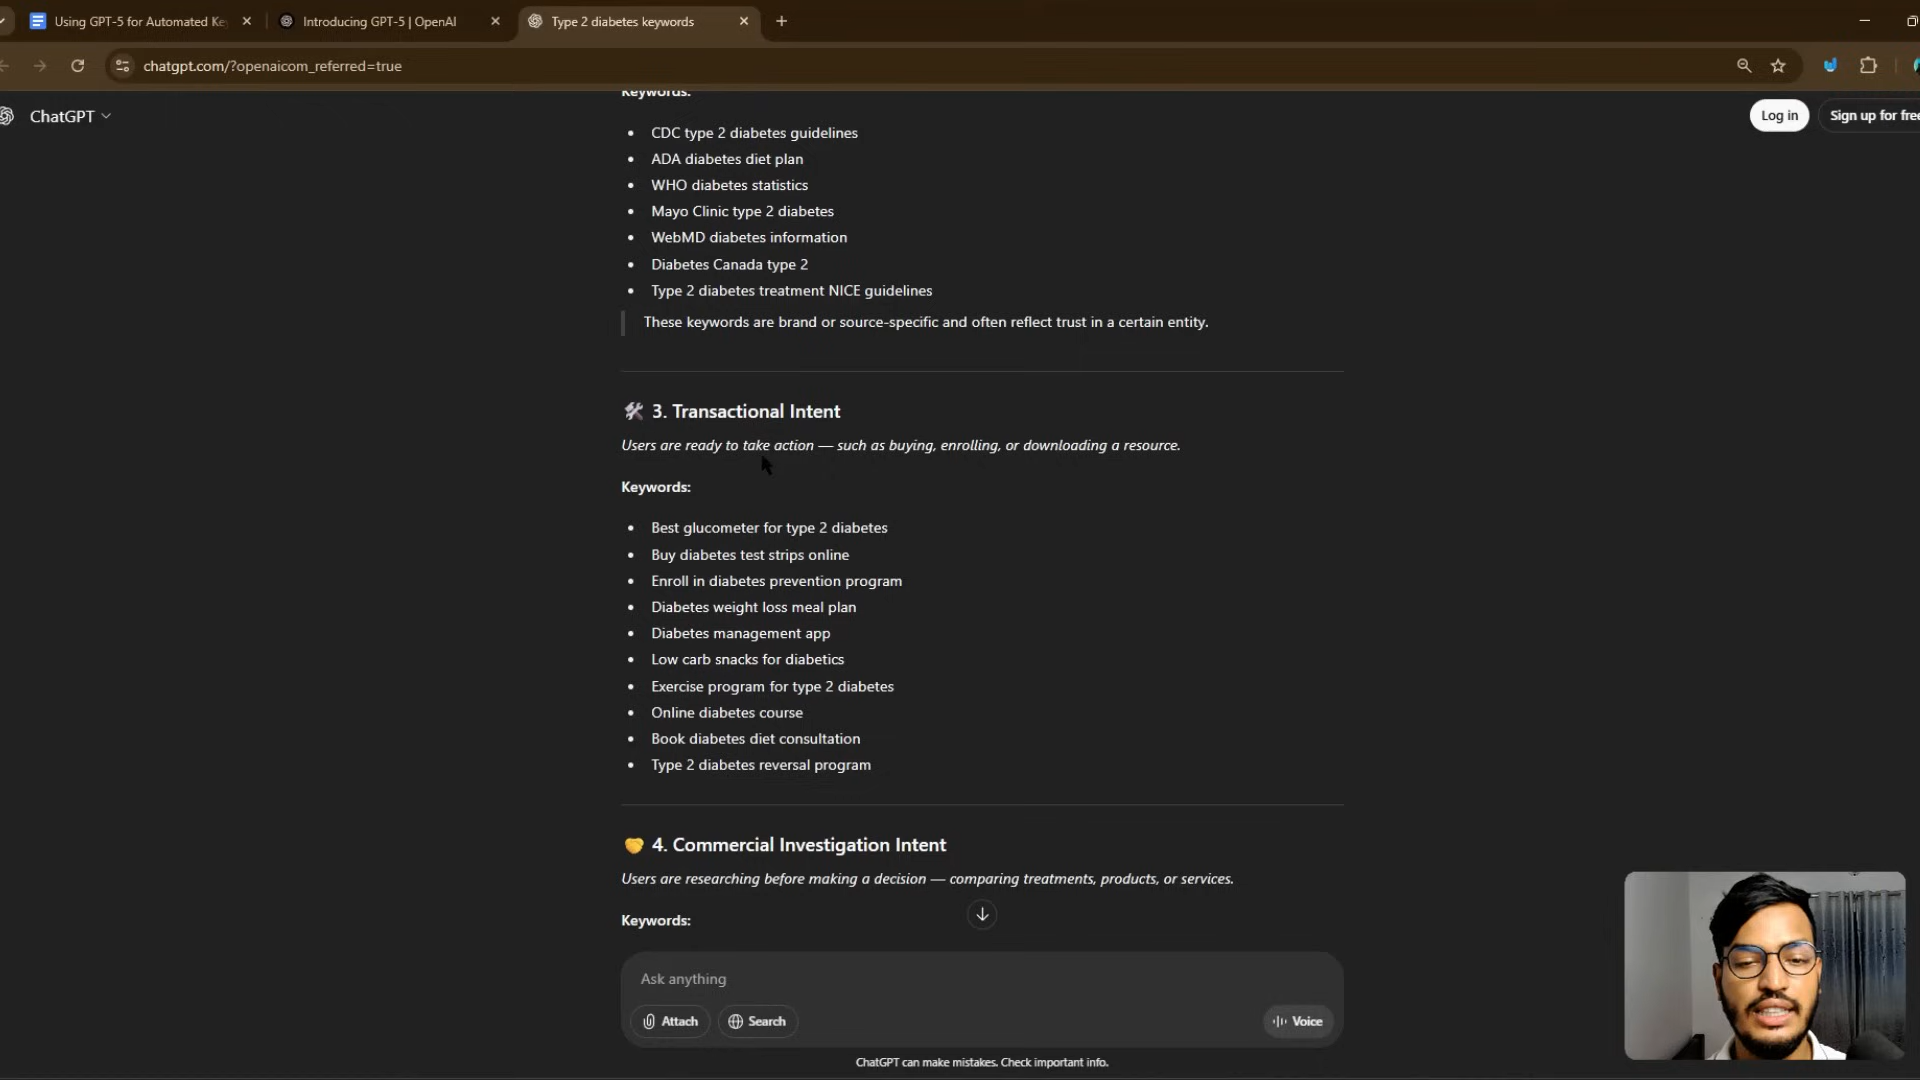 Using GPT-5 for Automated Ke
Introducing GPT-5 | OpenAI
Type 2 diabetes keywords
chatgpt.com/?openaicom_referred=true
ChatGPT
Log in
Sign up for free
Keywords:
• CDC type 2 diabetes guidelines
• ADA diabetes diet plan
• WHO diabetes statistics
• Mayo Clinic type 2 diabetes
• WebMD diabetes information
• Diabetes Canada type 2
• Type 2 diabetes treatment NICE guidelines
These keywords are brand or source-specific and often reflect trust in a certain entity.
3. Transactional Intent
Users are ready to take action — such as buying, enrolling, or downloading a resource.
Keywords:
• Best glucometer for type 2 diabetes
• Buy diabetes test strips online
• Enroll in diabetes prevention program
• Diabetes weight loss meal plan
• Diabetes management app
• Low carb snacks for diabetics
• Exercise program for type 2 diabetes
• Online diabetes course
• Book diabetes diet consultation
• Type 2 diabetes reversal program
4. Commercial Investigation Intent
Users are researching before making a decision — comparing treatments, products, or services.
Keywords:
Ask anything
Attach
Search
Voice
ChatGPT can make mistakes. Check important info.